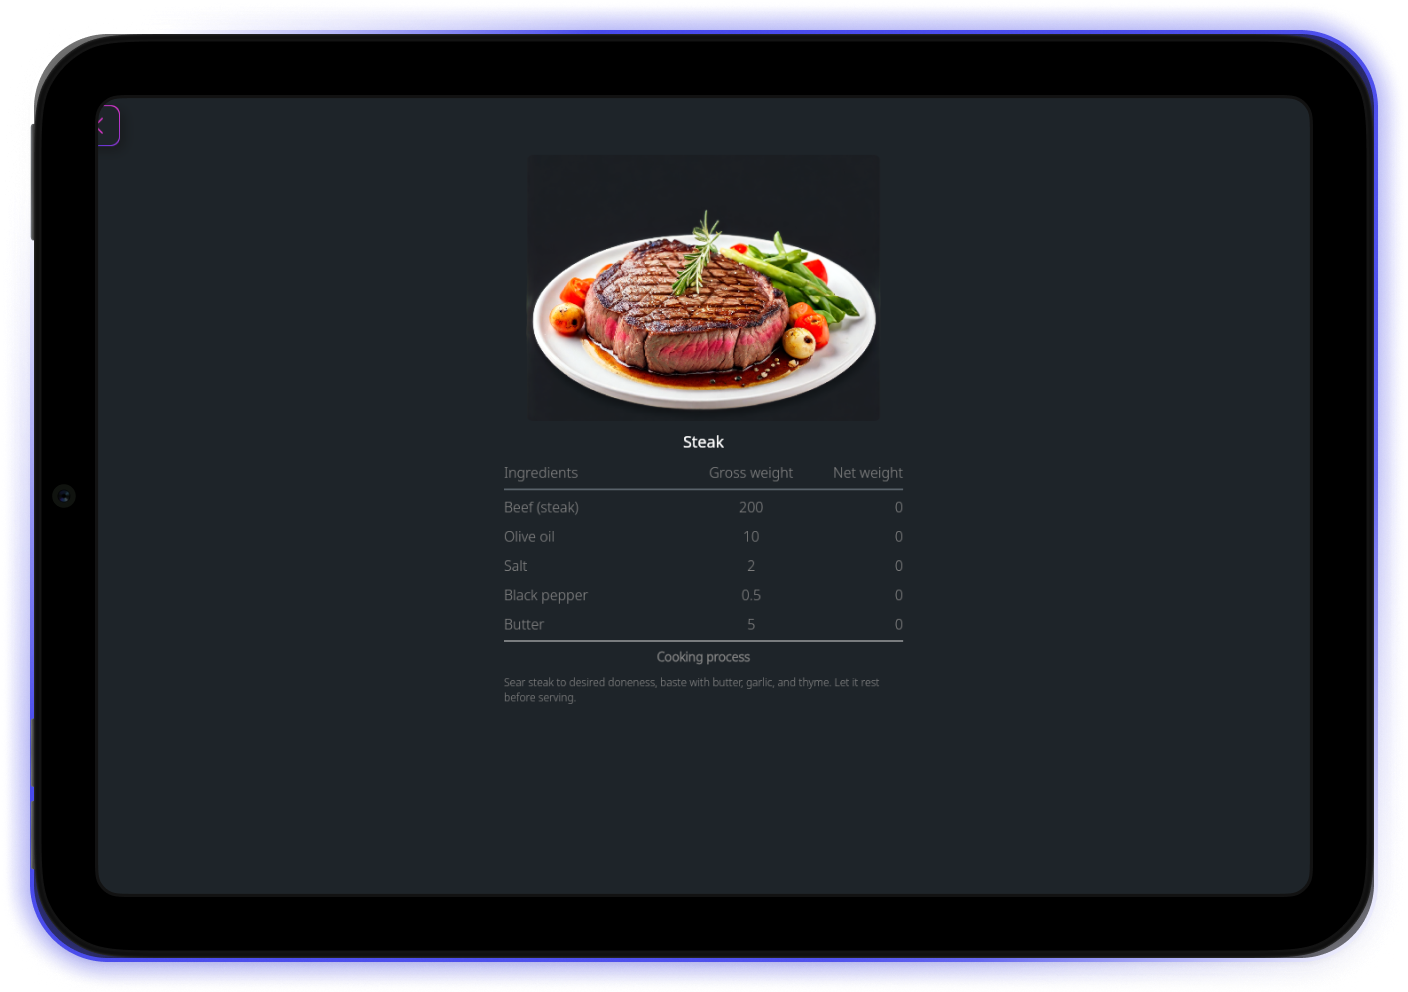 Steak
Ingredients Gross weight Net weight
Beef (steak) 200 0
Olive oil 10 0
Salt 2 0
Black pepper 0.5 0
Butter 5 0
Cooking process
Sear steak to desired doneness, baste with butter, garlic, and thyme. Let it rest
before serving.